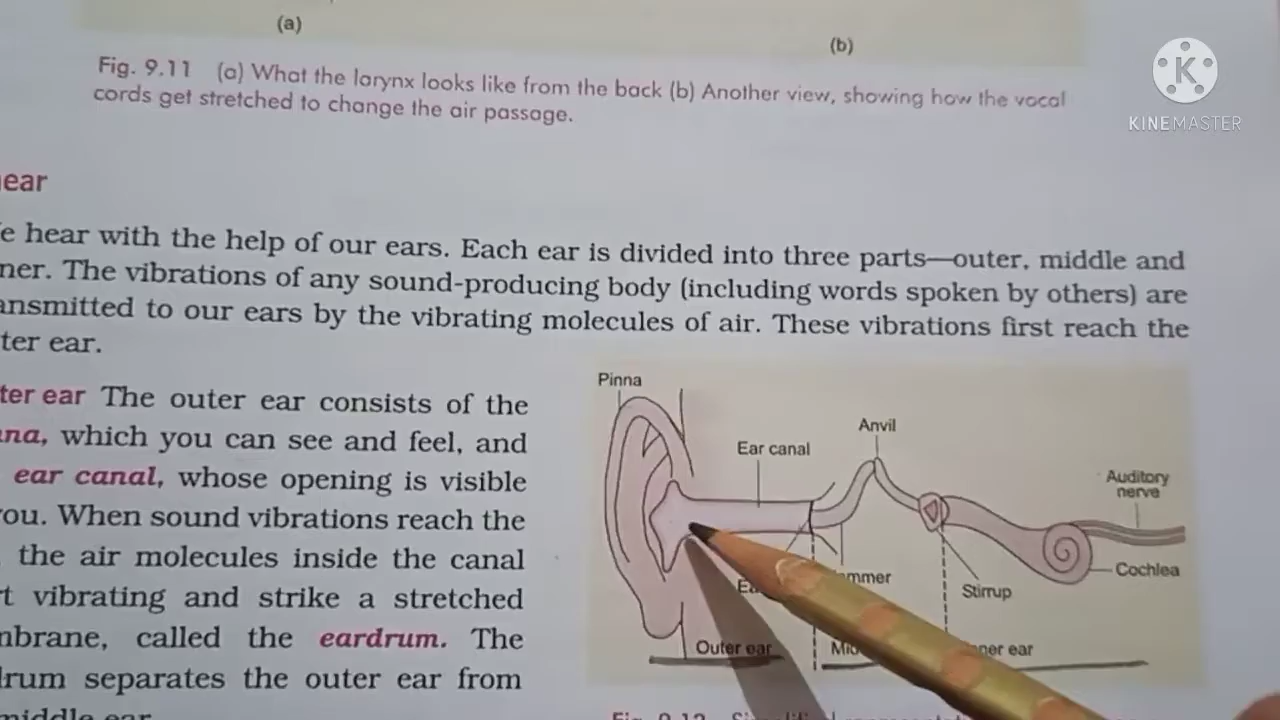 (a)
(b)
Fig. 9.11 (a) What the larynx looks like from the back (b) Another view, showing how the vocal
cords get stretched to change the air passage.
K
KINEMASTER
ear
e hear with the help of our ears. Each ear is divided into three parts—outer, middle and
ner. The vibrations of any sound-producing body (including words spoken by others) are
ansmitted to our ears by the vibrating molecules of air. These vibrations first reach the
ter ear.
ter ear The outer ear consists of the
na, which you can see and feel, and
ear canal, whose opening is visible
you. When sound vibrations reach the
the air molecules inside the canal
t vibrating and strike a stretched
mbrane, called the eardrum. The
drum separates the outer ear from
middle ear
Pinna
Ear canal
Anvil
Auditory
nerve
mmer
Stirrup
Cochlea
Outer ear
ner ear
Fig. 9.12